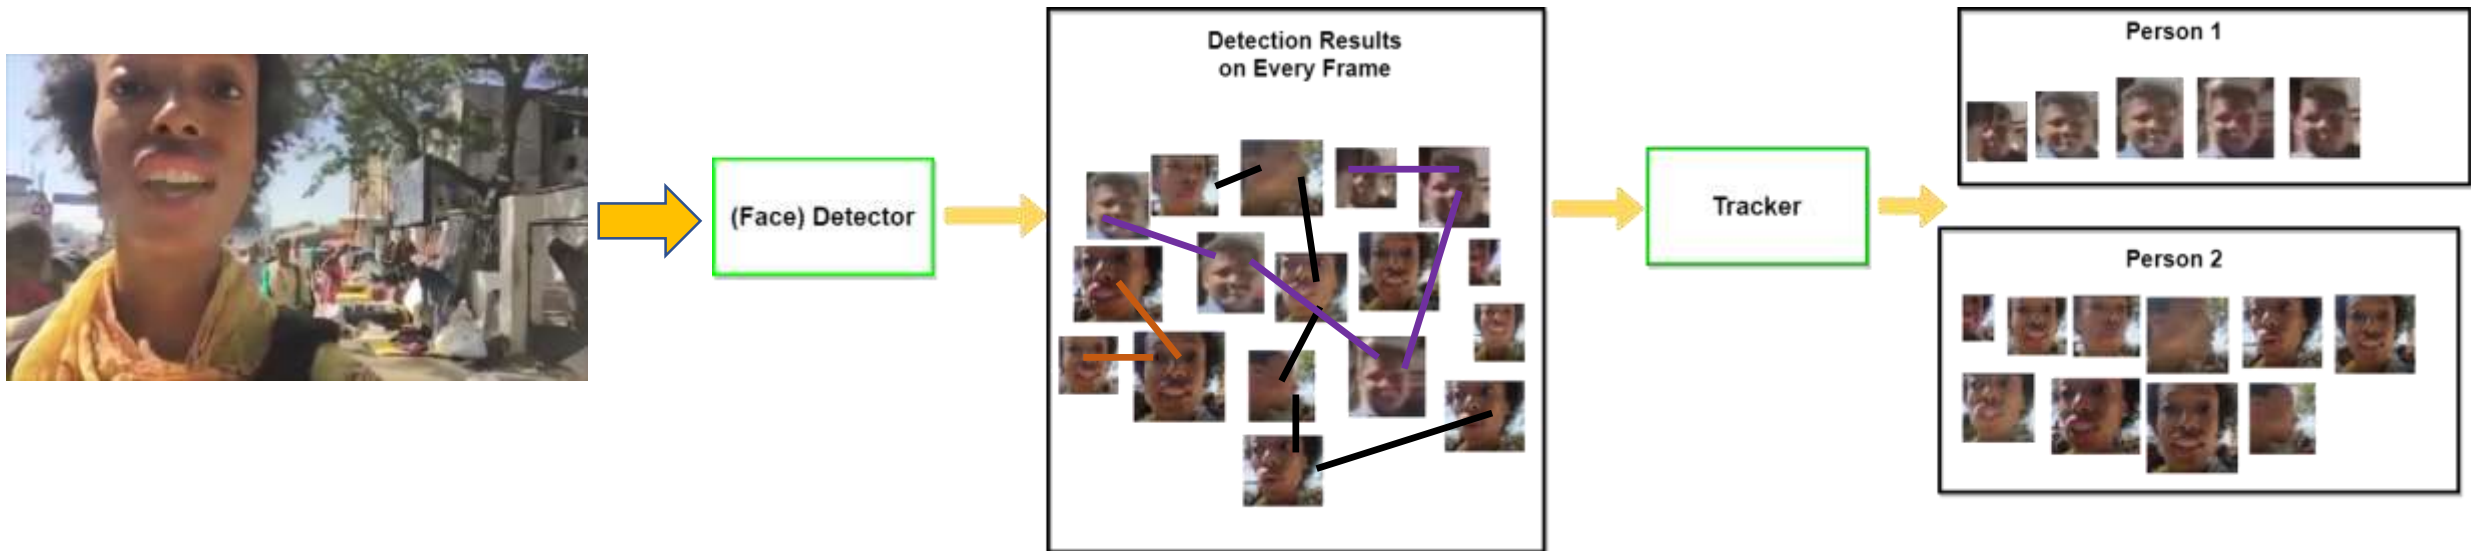 (Face) Detector
Detection Results
on Every Frame
Tracker
Person 1
Person 2